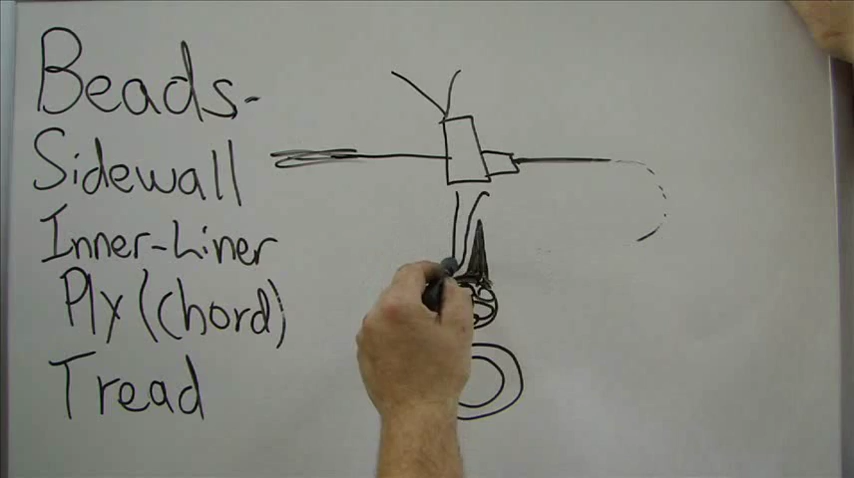 Beads-
Sidewall
Inner-Liner
Ply (chord)
Tread